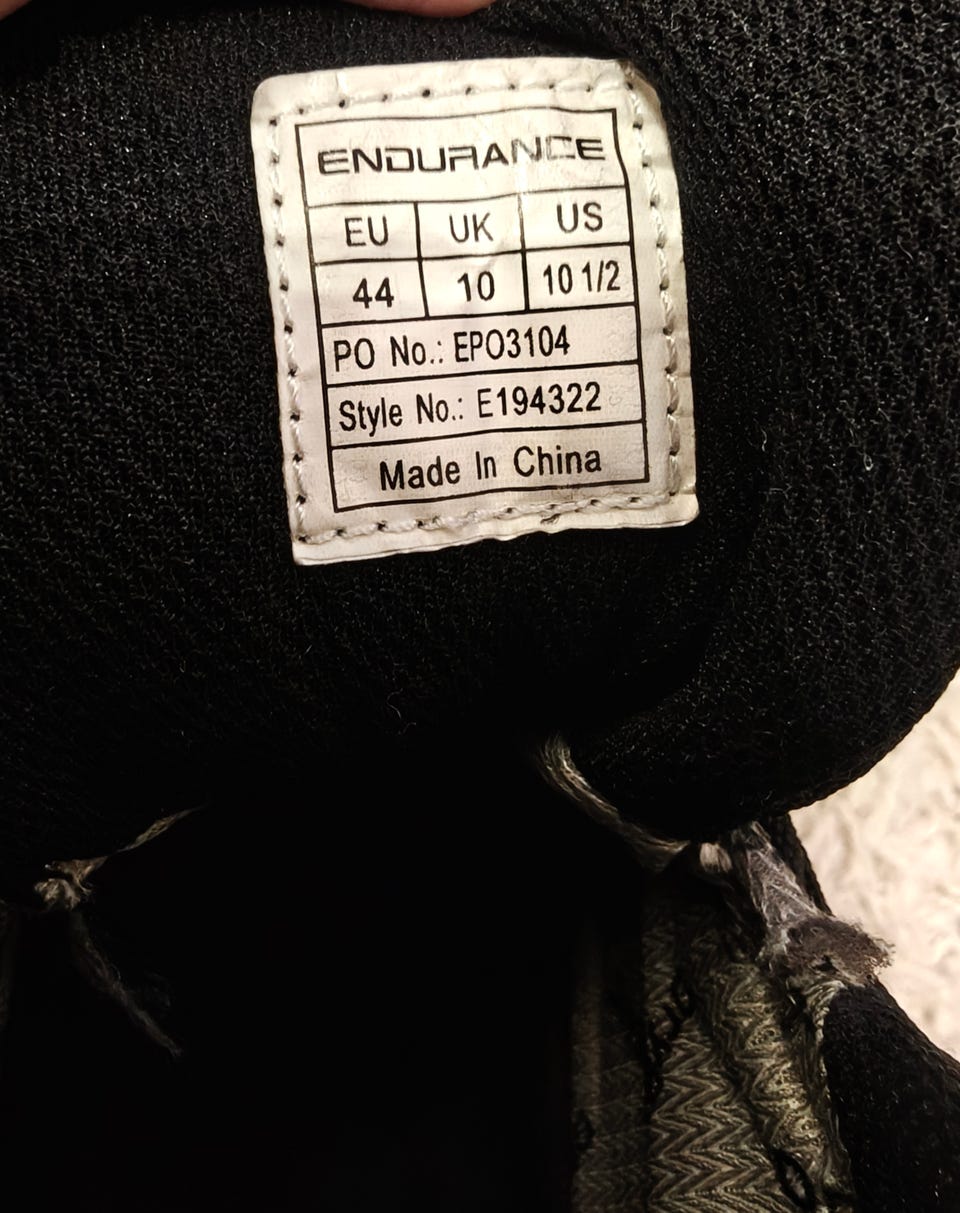 ENDURANCE
EU UK US
44 10 10 1/2
PO No.: EPO3104
Style No.: E194322
Made In China